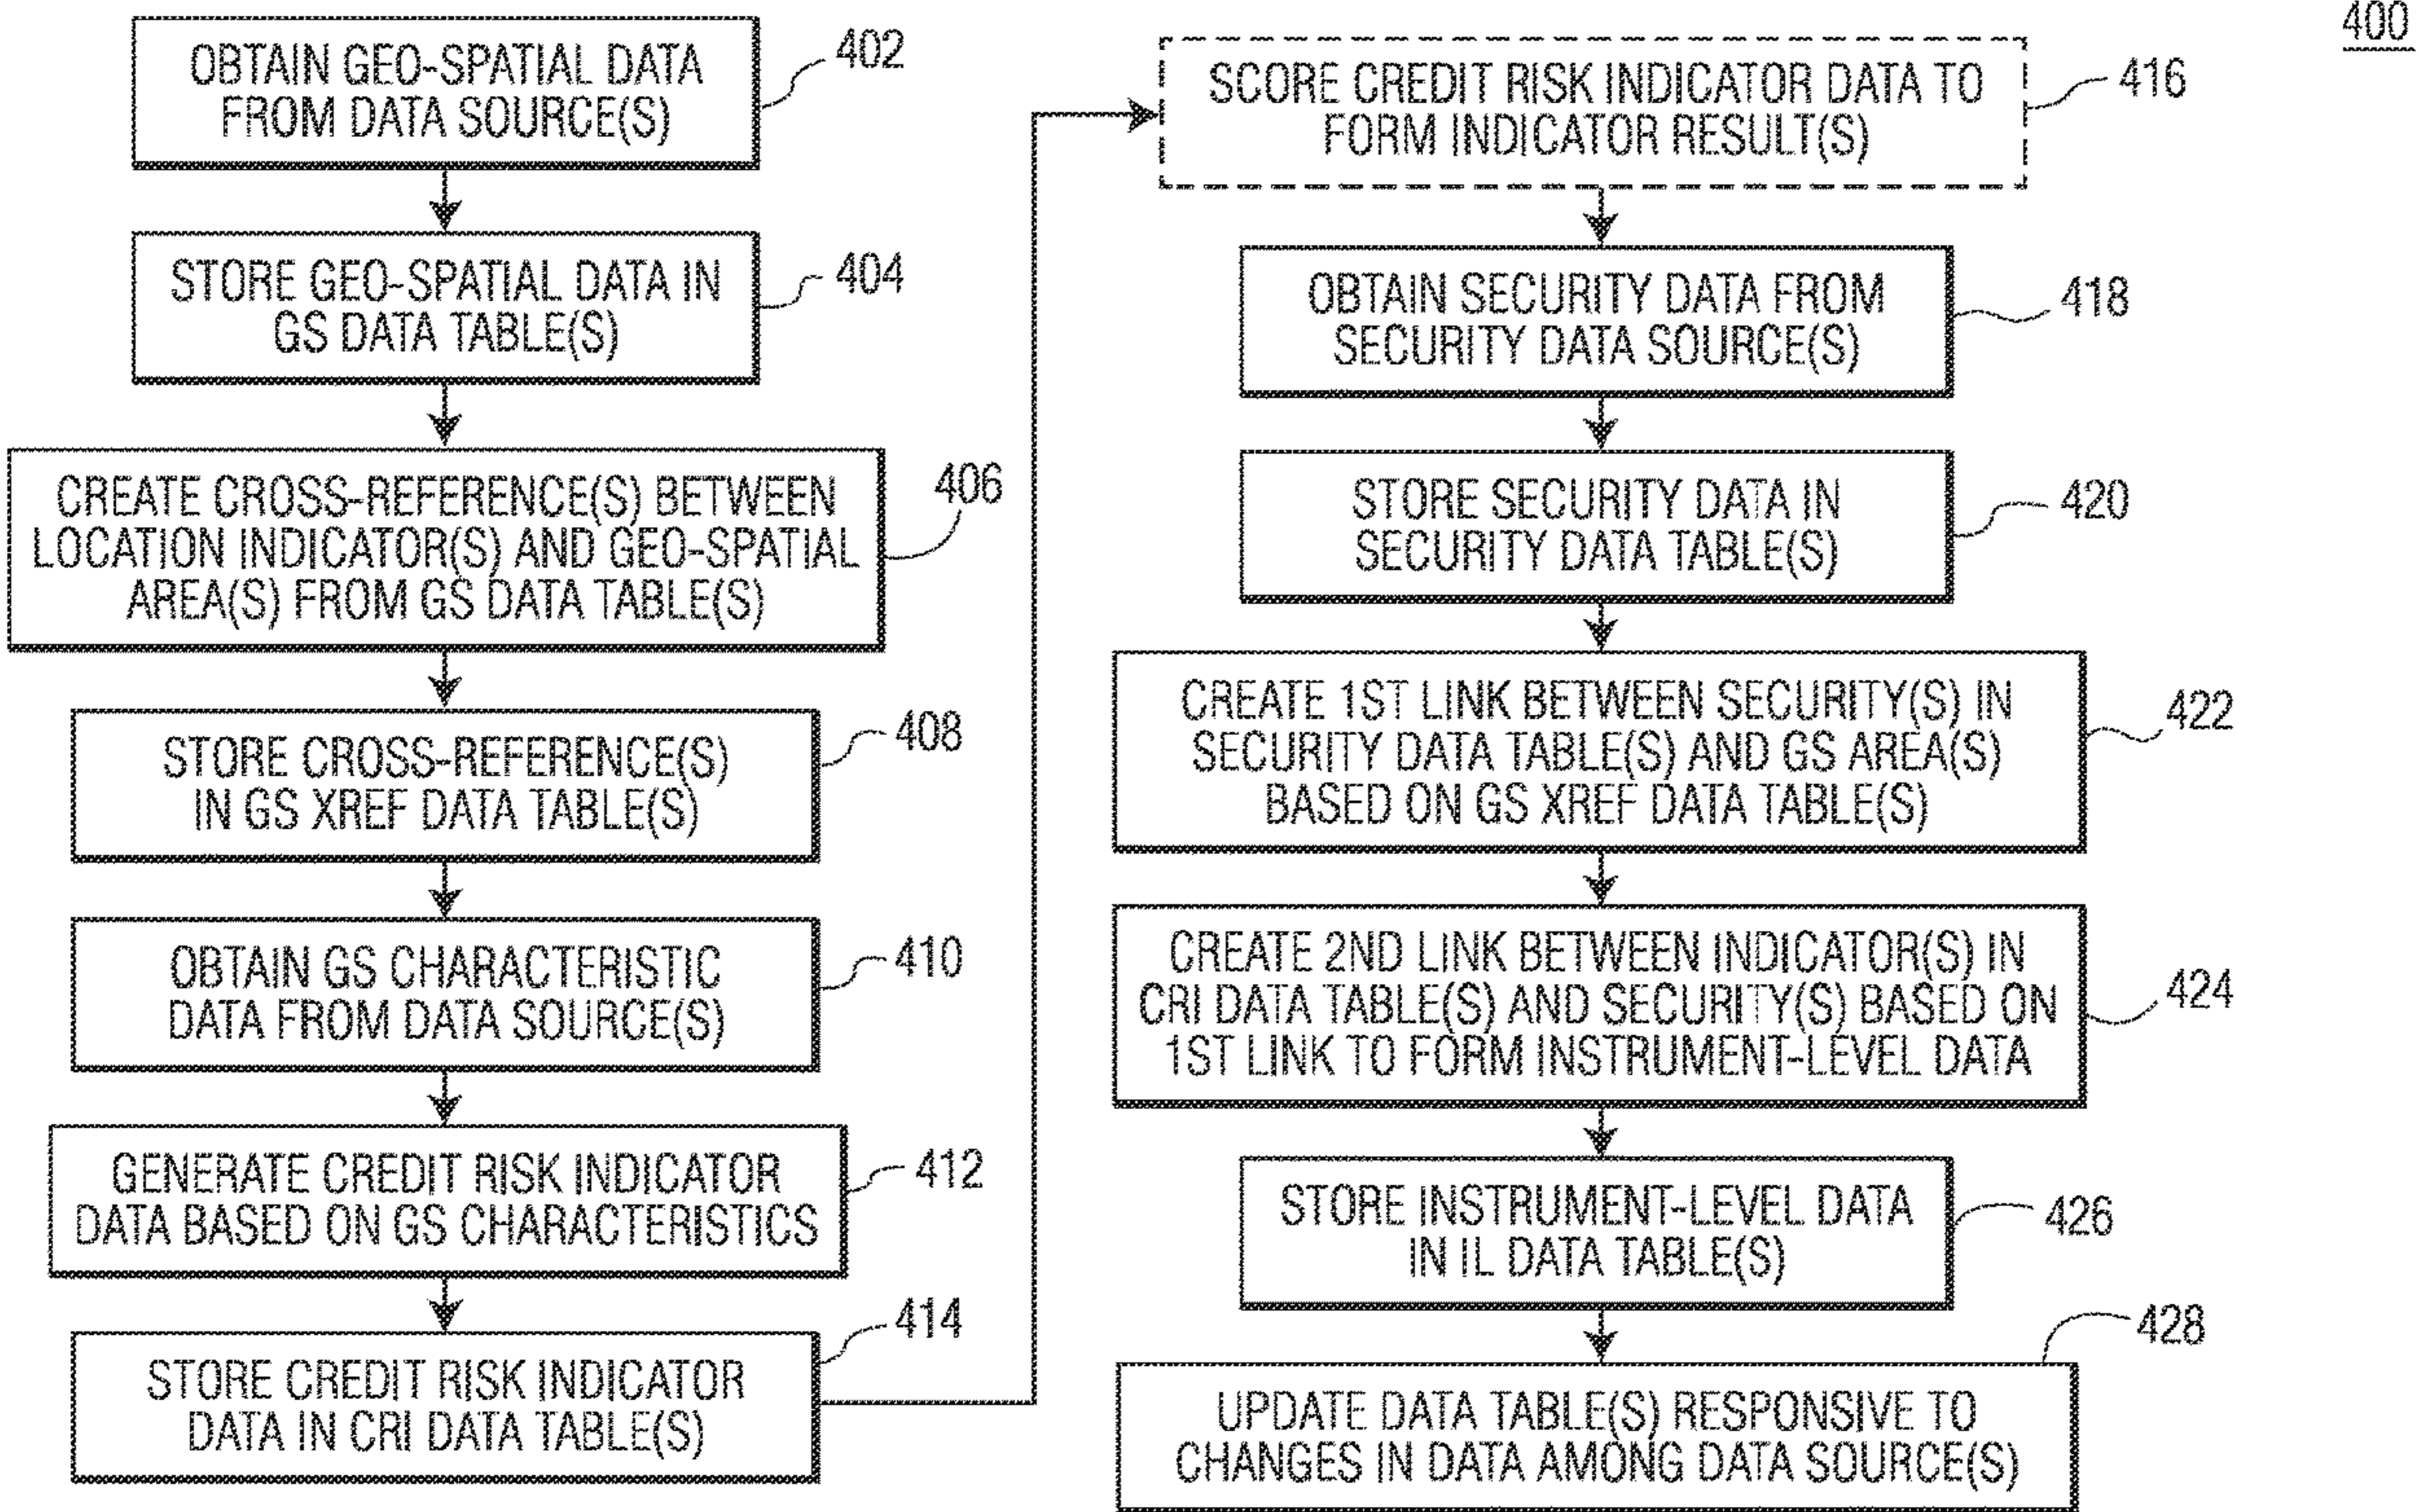 400
OBTAIN GEO-SPATIAL DATA
FROM DATA SOURCE(S)
402
STORE GEO-SPATIAL DATA IN
GS DATA TABLE(S)
404
CREATE CROSS-REFERENCE(S) BETWEEN
LOCATION INDICATOR(S) AND GEO-SPATIAL
AREA(S) FROM GS DATA TABLE(S)
406
STORE CROSS-REFERENCE(S)
IN GS XREF DATA TABLE(S)
408
OBTAIN GS CHARACTERISTIC
DATA FROM DATA SOURCE(S)
410
GENERATE CREDIT RISK INDICATOR
DATA BASED ON GS CHARACTERISTICS
412
STORE CREDIT RISK INDICATOR
DATA IN CRI DATA TABLE(S)
414
SCORE CREDIT RISK INDICATOR DATA TO
FORM INDICATOR RESULT(S)
416
OBTAIN SECURITY DATA FROM
SECURITY DATA SOURCE(S)
418
STORE SECURITY DATA IN
SECURITY DATA TABLE(S)
420
CREATE 1ST LINK BETWEEN SECURITY(S) IN
SECURITY DATA TABLE(S) AND GS AREA(S)
BASED ON GS XREF DATA TABLE(S)
422
CREATE 2ND LINK BETWEEN INDICATOR(S) IN
CRI DATA TABLE(S) AND SECURITY(S) BASED ON
1ST LINK TO FORM INSTRUMENT-LEVEL DATA
424
STORE INSTRUMENT-LEVEL DATA
IN IL DATA TABLE(S)
426
UPDATE DATA TABLE(S) RESPONSIVE TO
CHANGES IN DATA AMONG DATA SOURCE(S)
428